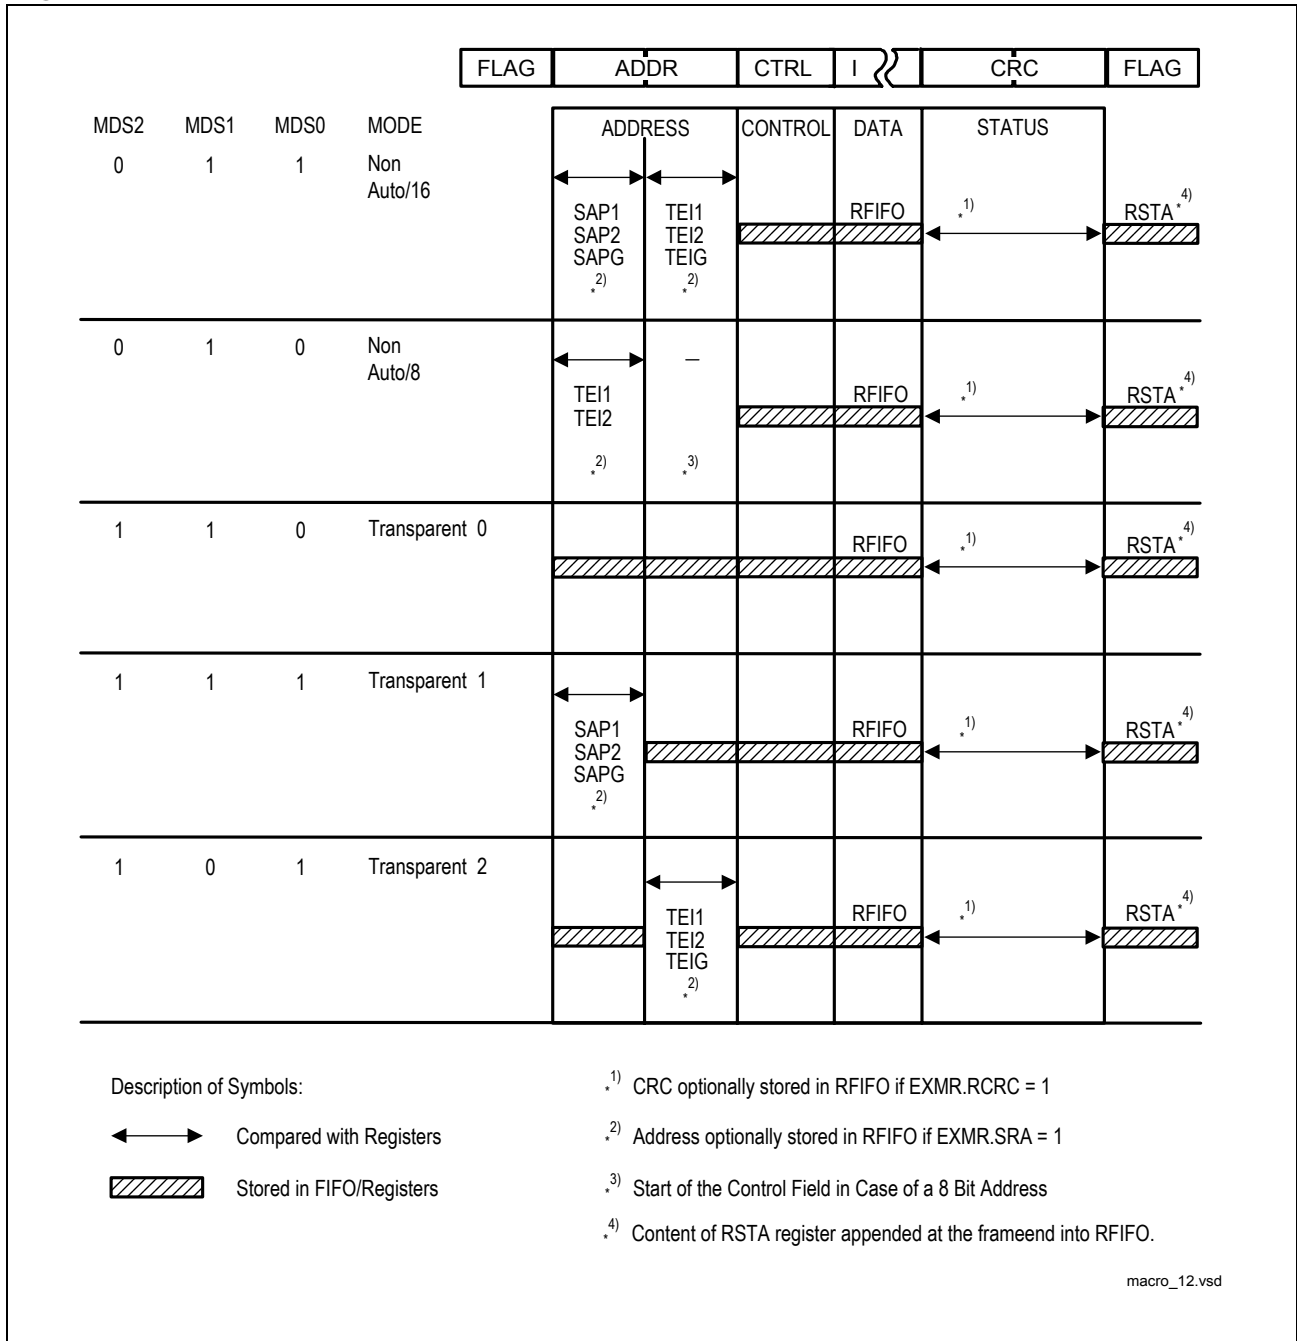 FLAG ADDR CTRL I CRC FLAG
MDS2 MDS1 MDS0 MODE ADDRESS CONTROL DATA STATUS
0 1 1 Non
Auto/16
SAP1 TEI1 RFIFO *1) RSTA*4)
SAP2 TEI2
SAPG TEIG
*2) *2)
0 1 0 Non –
Auto/8
TEI1 RFIFO *1) RSTA*4)
TEI2
*2) *3)
1 1 0 Transparent 0
RFIFO *1) RSTA*4)
1 1 1 Transparent 1
SAP1 RFIFO *1) RSTA*4)
SAP2
SAPG
*2)
1 0 1 Transparent 2
TEI1 RFIFO *1) RSTA*4)
TEI2
TEIG
*2)
Description of Symbols: *1) CRC optionally stored in RFIFO if EXMR.RCRC = 1
Compared with Registers *2) Address optionally stored in RFIFO if EXMR.SRA = 1
Stored in FIFO/Registers *3) Start of the Control Field in Case of a 8 Bit Address
*4) Content of RSTA register appended at the frameend into RFIFO.
macro_12.vsd